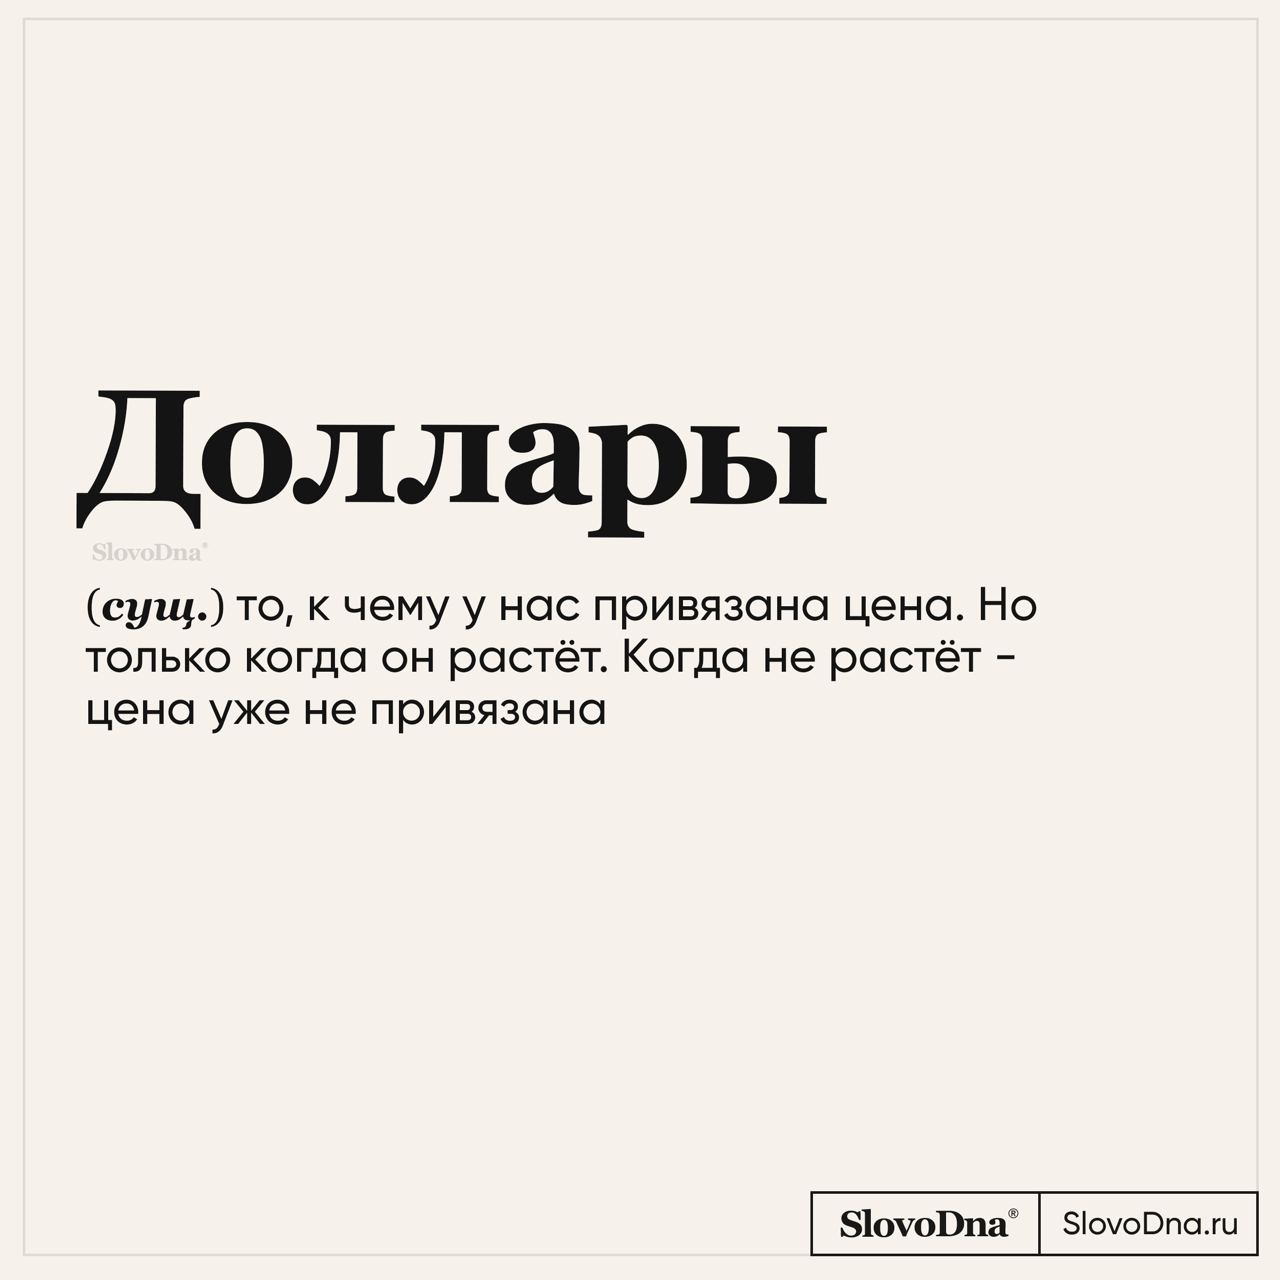 Доллары
SlovoDna®
(сущ.) то, к чему у нас привязана цена. Но
только когда он растёт. Когда не растёт -
цена уже не привязана
SlovoDna® SlovoDna.ru